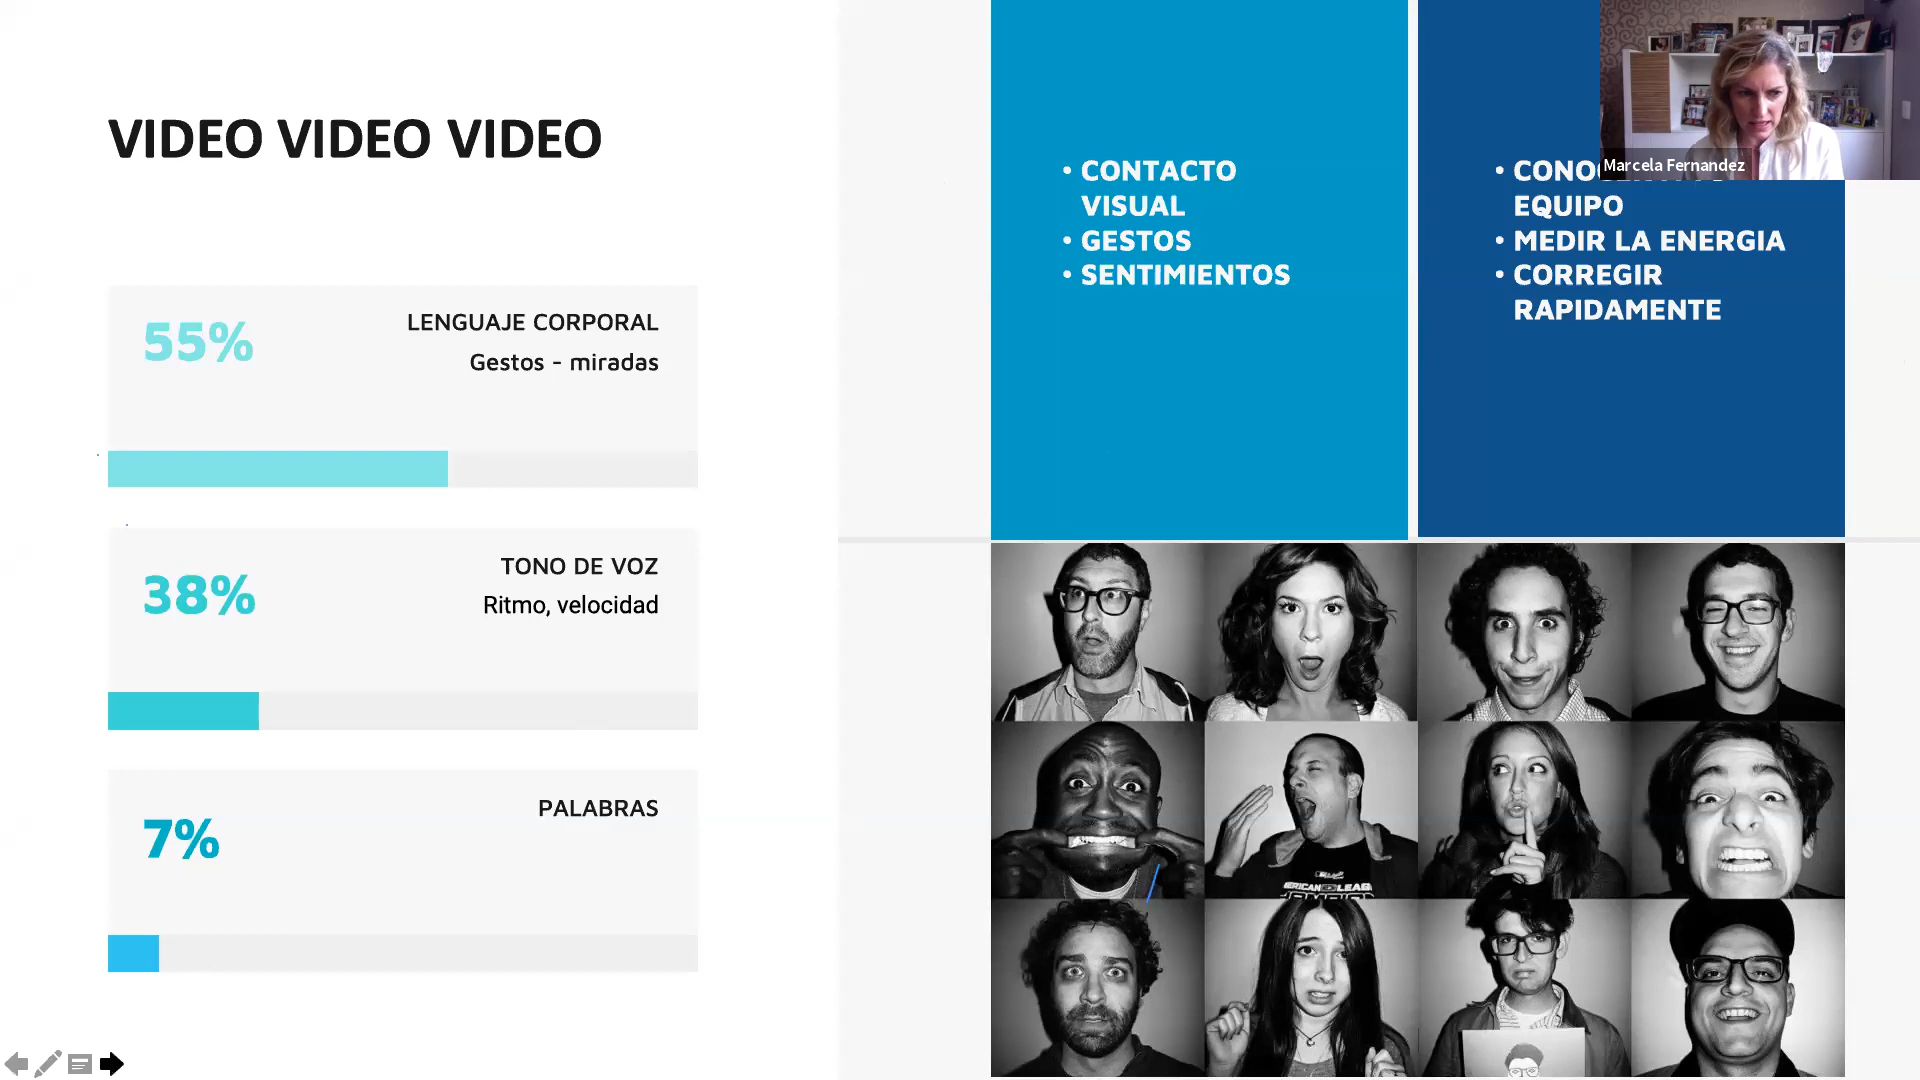 VIDEO VIDEO VIDEO
55%
LENGUAJE CORPORAL
Gestos - miradas
38%
TONO DE VOZ
Ritmo, velocidad
7%
PALABRAS
• CONTACTO
VISUAL
• GESTOS
• SENTIMIENTOS
EQUIPO
• MEDIR LA ENERGIA
• CORREGIR
RAPIDAMENTE
Marcela Fernandez